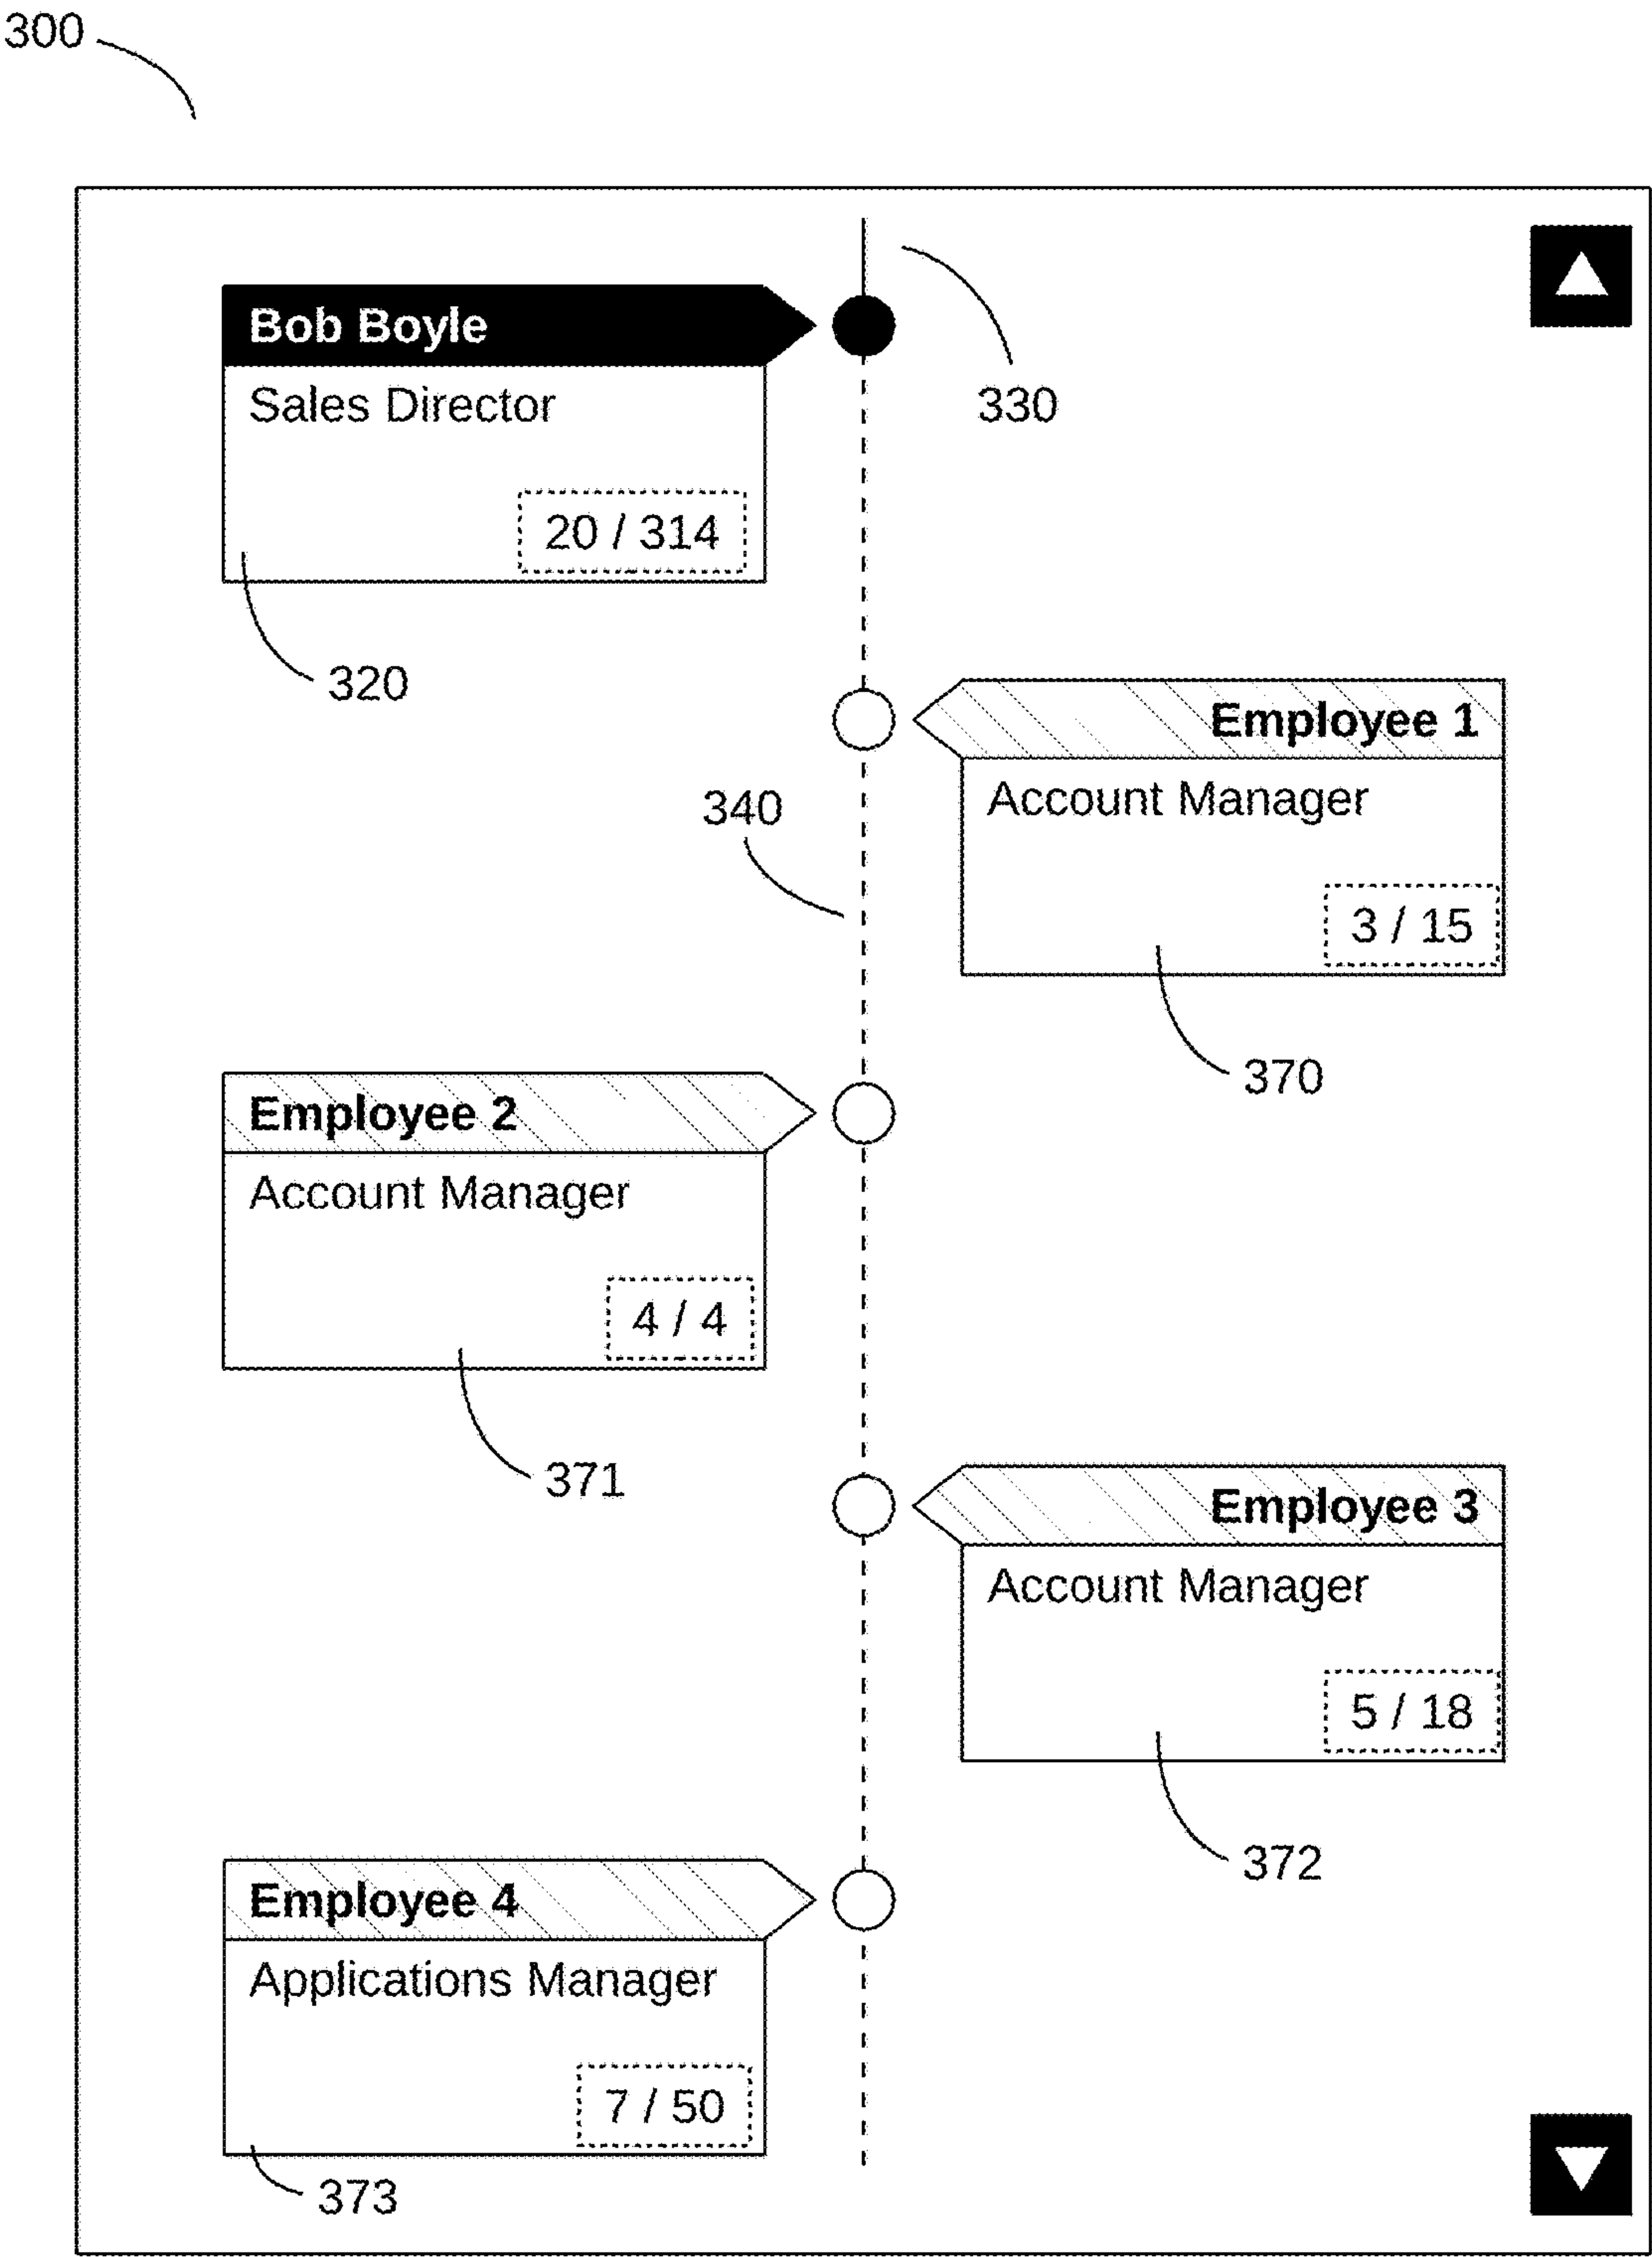 300
Bob Boyle
Sales Director
20 / 314
330
320
Employee 1
340
Account Manager
3 / 15
370
Employee 2
Account Manager
4 / 4
371
Employee 3
Account Manager
5 / 18
372
Employee 4
Applications Manager
7 / 50
373